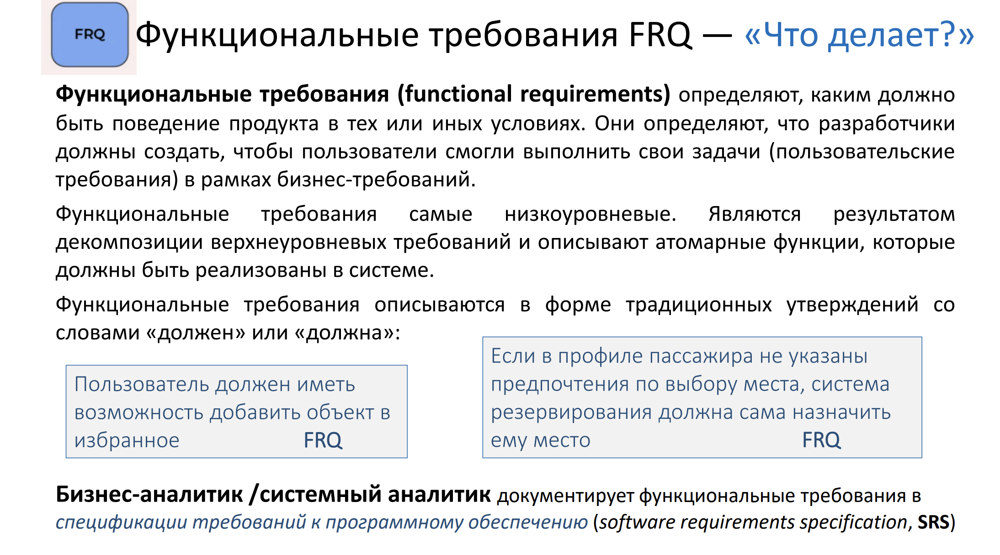 FRQ
Функциональные требования FRQ — «Что делает?»
Функциональные требования (functional requirements) определяют, каким должно
быть поведение продукта в тех или иных условиях. Они определяют, что разработчики
должны создать, чтобы пользователи смогли выполнить свои задачи (пользовательские
требования) в рамках бизнес-требований.
Функциональные требования самые низкоуровневые. Являются результатом
декомпозиции верхнеуровневых требований и описывают атомарные функции, которые
должны быть реализованы в системе.
Функциональные требования описываются в форме традиционных утверждений со
словами «должен» или «должна»:
Пользователь должен иметь
возможность добавить объект в
избранное FRQ
Если в профиле пассажира не указаны
предпочтения по выбору места, система
резервирования должна сама назначить
ему место FRQ
Бизнес-аналитик /системный аналитик документирует функциональные требования в
спецификации требований к программному обеспечению (software requirements specification, SRS)